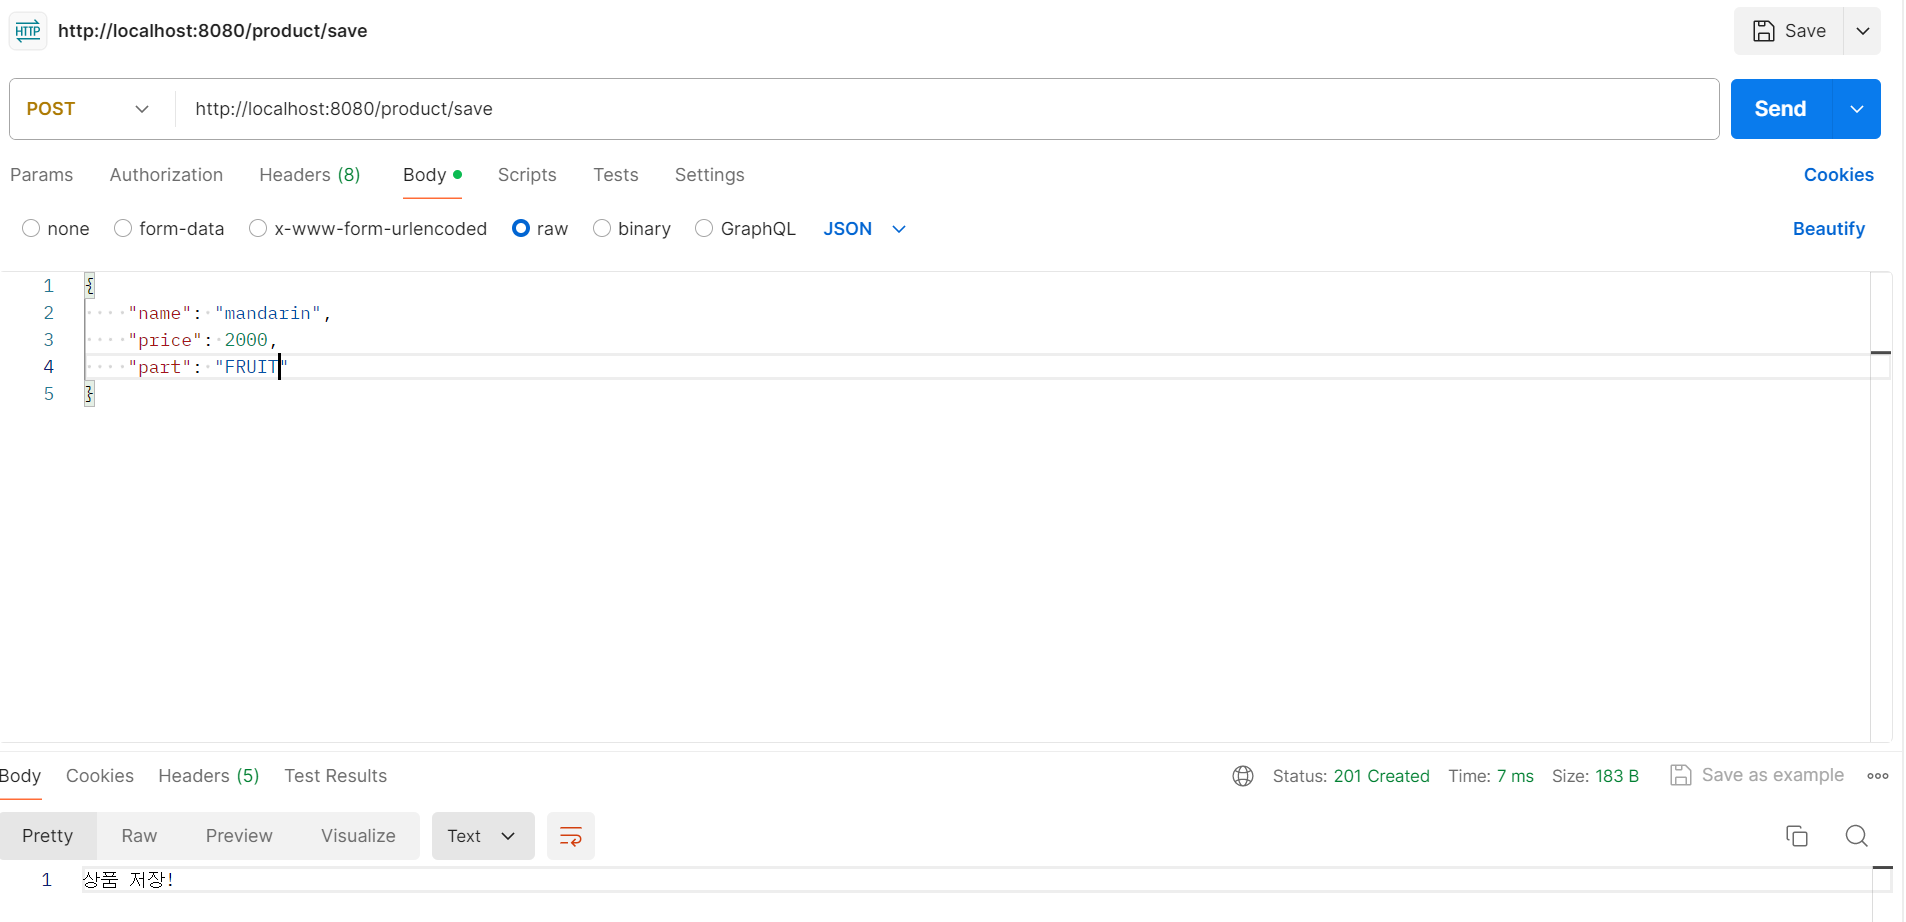 HTTP http://localhost:8080/product/save Save
POST http://localhost:8080/product/save Send
Params Authorization Headers (8) Body Scripts Tests Settings Cookies
none form-data x-www-form-urlencoded raw binary GraphQL JSON Beautify
1 {
2 "name": "mandarin",
3 "price": 2000,
4 "part": "FRUIT"
5 }
Body Cookies Headers (5) Test Results Status: 201 Created Time: 7 ms Size: 183 B Save as example
Pretty Raw Preview Visualize Text
1 상품 저장!